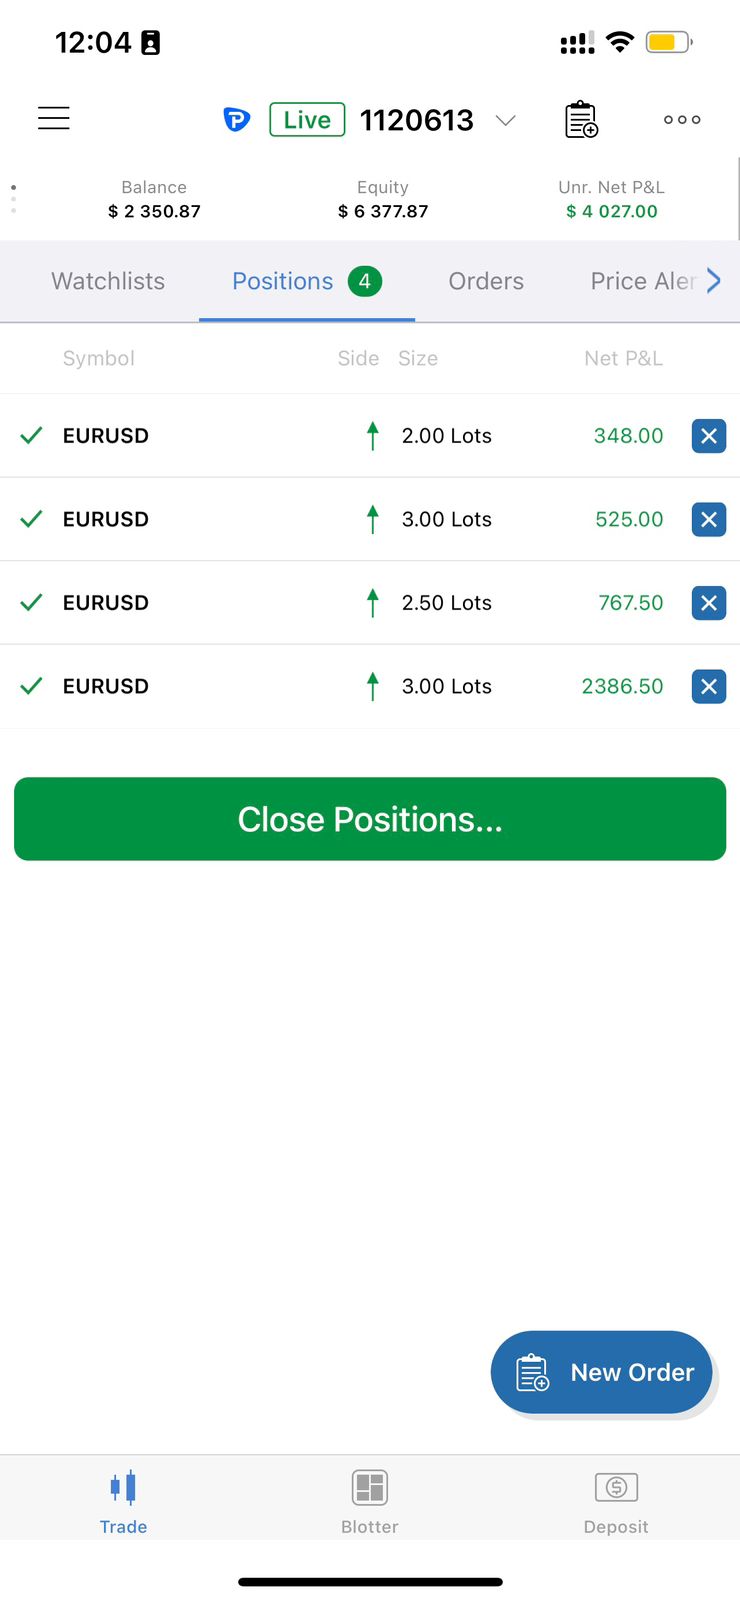 12:04
Live 1120613
Balance Equity Unr. Net P&L
$ 2 350.87 $ 6 377.87 $ 4 027.00
Watchlists Positions 4 Orders Price Aler
Symbol Side Size Net P&L
EURUSD 2.00 Lots 348.00
EURUSD 3.00 Lots 525.00
EURUSD 2.50 Lots 767.50
EURUSD 3.00 Lots 2386.50
Close Positions...
New Order
Trade Blotter Deposit